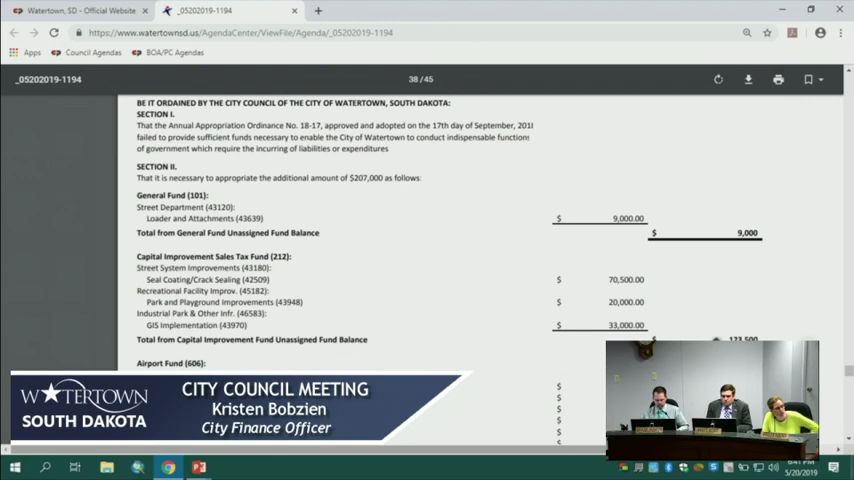 Watertown, SD - Official Website
_05202019-1194
https://www.watertownsd.us/AgendaCenter/ViewFile/Agenda/_05202019-1194
Apps
Council Agendas
BOA/PC Agendas
_05202019-1194
38 / 45
BE IT ORDAINED BY THE CITY COUNCIL OF THE CITY OF WATERTOWN, SOUTH DAKOTA:
SECTION I.
That the Annual Appropriation Ordinance No. 18-17, approved and adopted on the 17th day of September, 2018
failed to provide sufficient funds necessary to enable the City of Watertown to conduct indispensable functions
of government which require the incurring of liabilities or expenditures
SECTION II.
That it is necessary to appropriate the additional amount of $207,000 as follows:
General Fund (101):
Street Department (43120):
Loader and Attachments (43639) $ 9,000.00
Total from General Fund Unassigned Fund Balance $ 9,000
Capital Improvement Sales Tax Fund (212):
Street System Improvements (43180):
Seal Coating/Crack Sealing (42509) $ 70,500.00
Recreational Facility Improv. (45182):
Park and Playground Improvements (43948) $ 20,000.00
Industrial Park & Other Infr. (46583):
GIS Implementation (43970) $ 33,000.00
Total from Capital Improvement Fund Unassigned Fund Balance $ 123,500
Airport Fund (606):
$
$
$
$
$
WATERTOWN
SOUTH DAKOTA
CITY COUNCIL MEETING
Kristen Bobzien
City Finance Officer
6:41 PM
5/20/2019